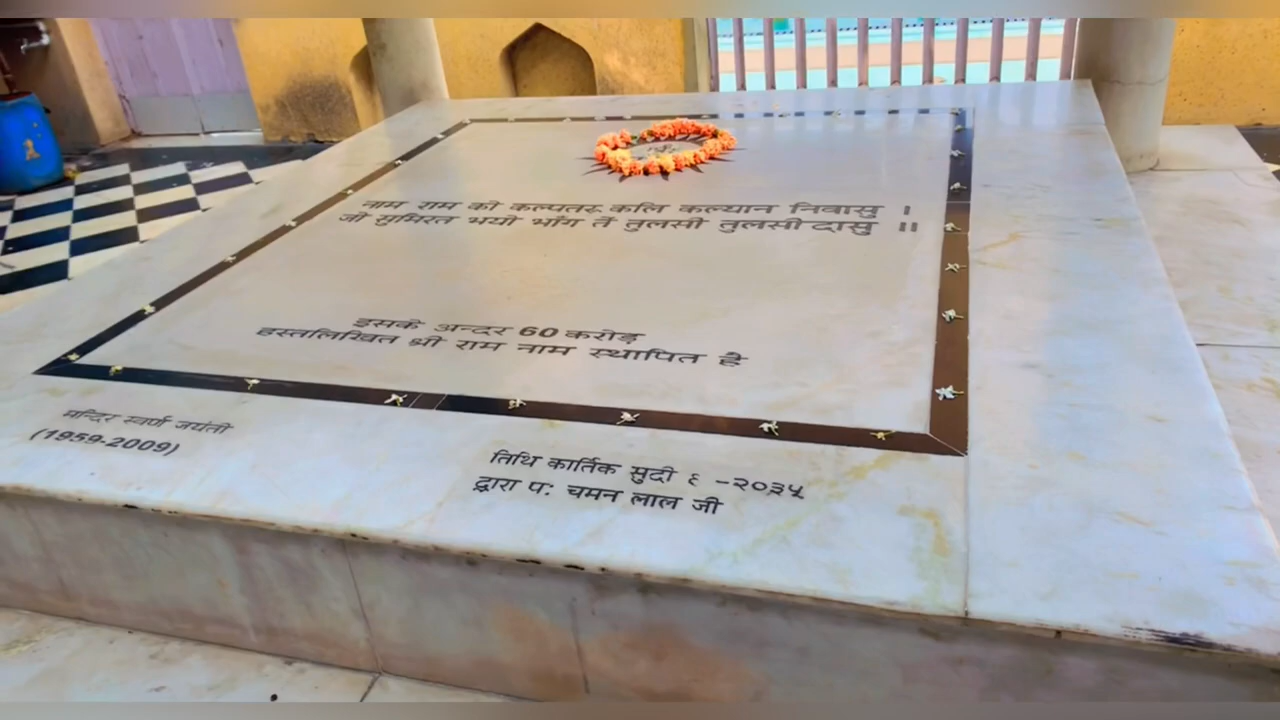 नाम राम को कल्पतरु कलि कल्यान निवासु ।
जो सुमिरत भयो भाँग तें तुलसी तुलसीदासु ॥
इसके अन्दर 60 करोड़
हस्तलिखित श्री राम नाम स्थापित है
मन्दिर स्वर्ण जयंती
(1959-2009)
तिथि कार्तिक सुदी ६ -२०३५
द्वारा प: चमन लाल जी